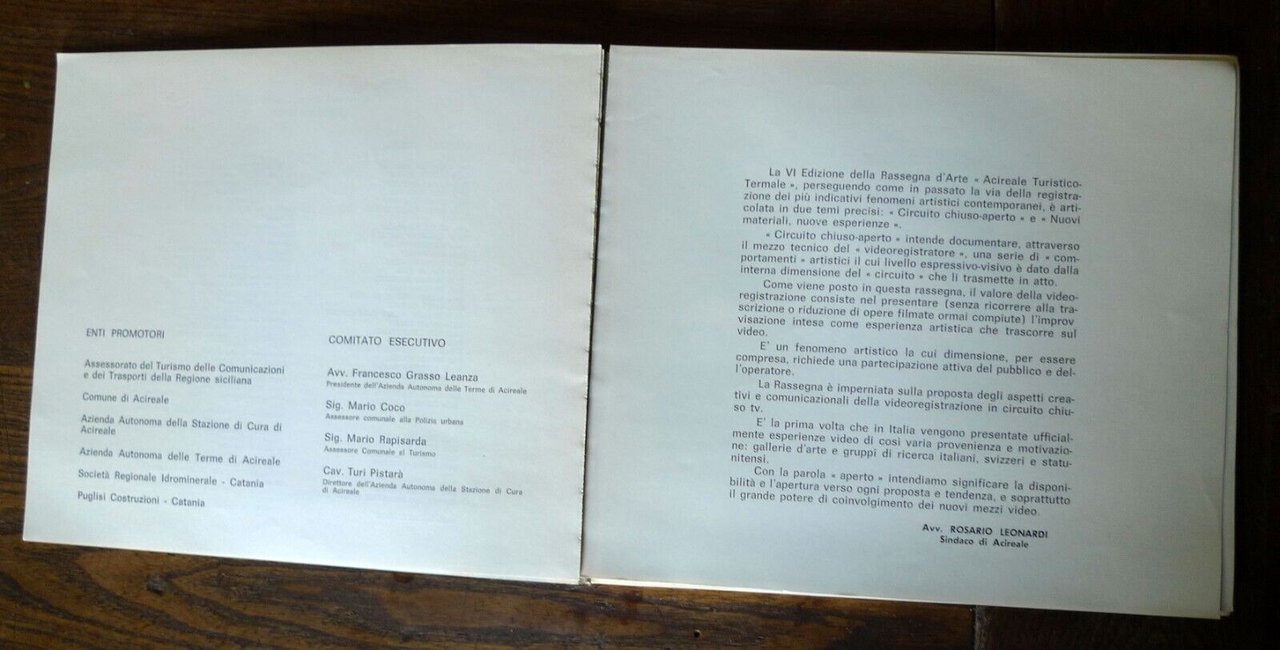 ENTI PROMOTORI
Assessorato del Turismo delle Comunicazioni
e dei Trasporti della Regione siciliana
Comune di Acireale
Azienda Autonoma della Stazione di Cura di
Acireale
Azienda Autonoma delle Terme di Acireale
Società Regionale Idrominerale - Catania
Puglisi Costruzioni - Catania
COMITATO ESECUTIVO
Avv. Francesco Grasso Leanza
Presidente dell'Azienda Autonoma delle Terme di Acireale
Sig. Mario Coco
Assessore comunale alla Polizia urbana
Sig. Mario Rapisarda
Assessore Comunale al Turismo
Cav. Turi Pistarà
Direttore dell'Azienda Autonoma della Stazione di Cura
di Acireale
La VI Edizione della Rassegna d'Arte « Acireale Turistico-
Termale », perseguendo come in passato la via della registra-
zione dei più indicativi fenomeni artistici contemporanei, è arti-
colata in due temi precisi: « Circuito chiuso-aperto » e « Nuovi
materiali, nuove esperienze ».
« Circuito chiuso-aperto » intende documentare, attraverso
il mezzo tecnico del « videoregistratore », una serie di « com-
portamenti » artistici il cui livello espressivo-visivo è dato dalla
interna dimensione del « circuito » che li trasmette in atto.
Come viene posto in questa rassegna, il valore della video-
registrazione consiste nel presentare (senza ricorrere alla tra-
scrizione o riduzione di opere filmate ormai compiute) l'improv
visazione intesa come esperienza artistica che trascorre sul
video.
E' un fenomeno artistico la cui dimensione, per essere
compresa, richiede una partecipazione attiva del pubblico e del-
l'operatore.
La Rassegna è imperniata sulla proposta degli aspetti crea-
tivi e comunicazionali della videoregistrazione in circuito chiu-
so tv.
E' la prima volta che in Italia vengono presentate ufficial-
mente esperienze video di così varia provenienza e motivazio-
ne: gallerie d'arte e gruppi di ricerca italiani, svizzeri e statu-
nitensi.
Con la parola « aperto » intendiamo significare la disponi-
bilità e l'apertura verso ogni proposta e tendenza, e soprattutto
il grande potere di coinvolgimento dei nuovi mezzi video.
Avv. ROSARIO LEONARDI
Sindaco di Acireale